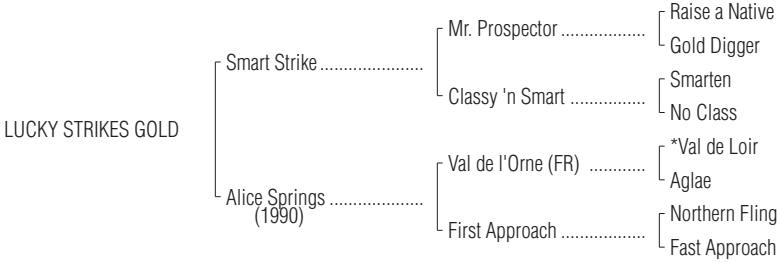 Raise a Native
Mr. Prospector ..................
Gold Digger
Smart Strike ......................
Smarten
Classy 'n Smart ................
No Class
LUCKY STRIKES GOLD
*Val de Loir
Val de l'Orne (FR) ............
Aglae
Alice Springs ....................
(1990)
Northern Fling
First Approach ..................
Fast Approach